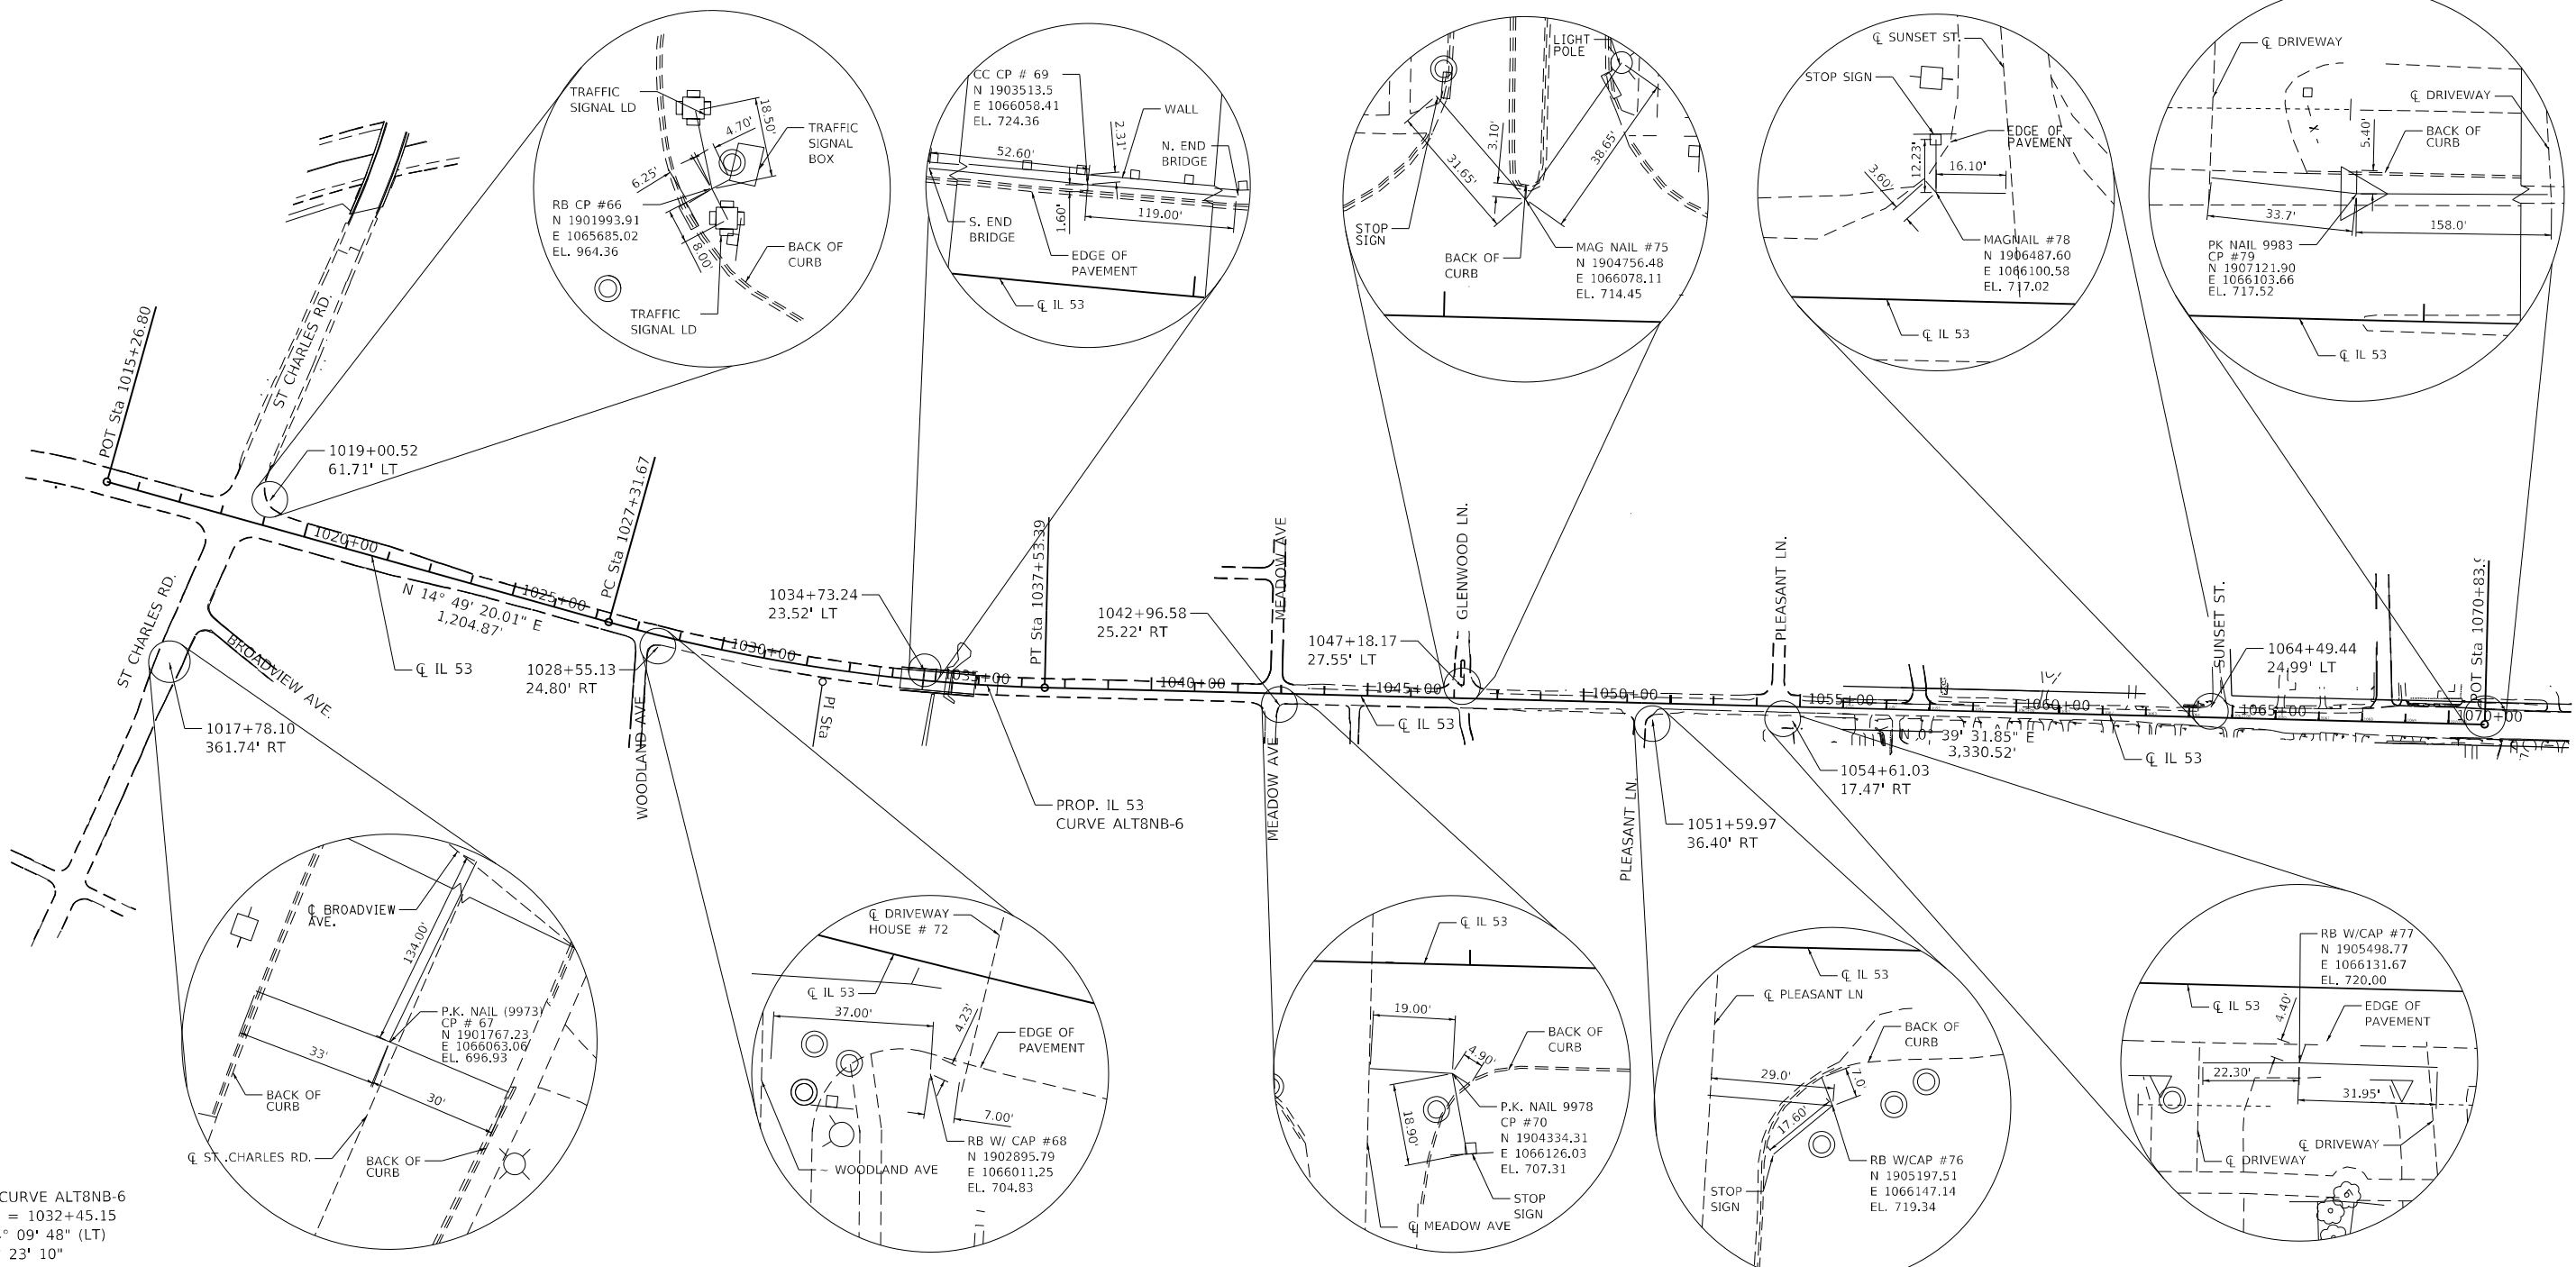 TRAFFIC
SIGNAL LD
18.50'
4.70'
TRAFFIC
SIGNAL
BOX
6.25'
RB CP #66
N 1901993.91
E 1065685.02
EL. 964.36
8.00'
BACK OF
CURB
TRAFFIC
SIGNAL LD
CC CP # 69
N 1903513.5
E 1066058.41
EL. 724.36
WALL
2.31'
52.60'
N. END
BRIDGE
119.00'
1.60'
S. END
BRIDGE
EDGE OF
PAVEMENT
℄ IL 53
LIGHT
POLE
3.10'
31.65'
38.65'
STOP
SIGN
BACK OF
CURB
MAG NAIL #75
N 1904756.48
E 1066078.11
EL. 714.45
℄ SUNSET ST.
STOP SIGN
EDGE OF
PAVEMENT
12.23'
16.10'
3.60'
MAGNAIL #78
N 1906487.60
E 1066100.58
EL. 717.02
℄ IL 53
℄ DRIVEWAY
℄ DRIVEWAY
5.40'
BACK OF
CURB
33.7'
158.0'
PK NAIL 9983
CP #79
N 1907121.90
E 1066103.66
EL. 717.52
℄ IL 53
POT Sta 1015+26.80
ST CHARLES RD.
1019+00.52
61.71' LT
1020+00
N 14° 49' 20.01" E
1,204.87'
1025+00
PC Sta 1027+31.67
℄ IL 53
ST CHARLES RD.
BROADVIEW AVE.
1017+78.10
361.74' RT
1028+55.13
24.80' RT
WOODLAND AVE
1030+00
PI Sta
1034+73.24
23.52' LT
1035+00
PT Sta 1037+53.39
PROP. IL 53
CURVE ALT8NB-6
1040+00
1042+96.58
25.22' RT
MEADOW AVE
MEADOW AVE
1045+00
℄ IL 53
1047+18.17
27.55' LT
GLENWOOD LN.
1050+00
PLEASANT LN.
PLEASANT LN.
1051+59.97
36.40' RT
1055+00
1054+61.03
17.47' RT
N 0° 39' 31.85" E
3,330.52'
1060+00
℄ IL 53
SUNSET ST.
1064+49.44
24.99' LT
1065+00
1070+00
POT Sta 1070+83.
℄ BROADVIEW
AVE.
134.00'
P.K. NAIL (9973)
CP # 67
N 1901767.23
E 1066063.06
EL. 696.93
33'
30'
BACK OF
CURB
℄ ST .CHARLES RD.
BACK OF
CURB
℄ DRIVEWAY
HOUSE # 72
℄ IL 53
37.00'
4.23'
EDGE OF
PAVEMENT
7.00'
RB W/ CAP #68
N 1902895.79
E 1066011.25
EL. 704.83
~ WOODLAND AVE
℄ IL 53
19.00'
4.90'
BACK OF
CURB
18.90'
P.K. NAIL 9978
CP #70
N 1904334.31
E 1066126.03
EL. 707.31
STOP
SIGN
℄ MEADOW AVE
℄ IL 53
℄ PLEASANT LN
BACK OF
CURB
29.0'
7.0'
17.60'
RB W/CAP #76
N 1905197.51
E 1066147.14
EL. 719.34
STOP
SIGN
RB W/CAP #77
N 1905498.77
E 1066131.67
EL. 720.00
℄ IL 53
4.40'
EDGE OF
PAVEMENT
22.30'
31.95'
℄ DRIVEWAY
℄ DRIVEWAY
CURVE ALT8NB-6
= 1032+45.15
° 09' 48" (LT)
23' 10"